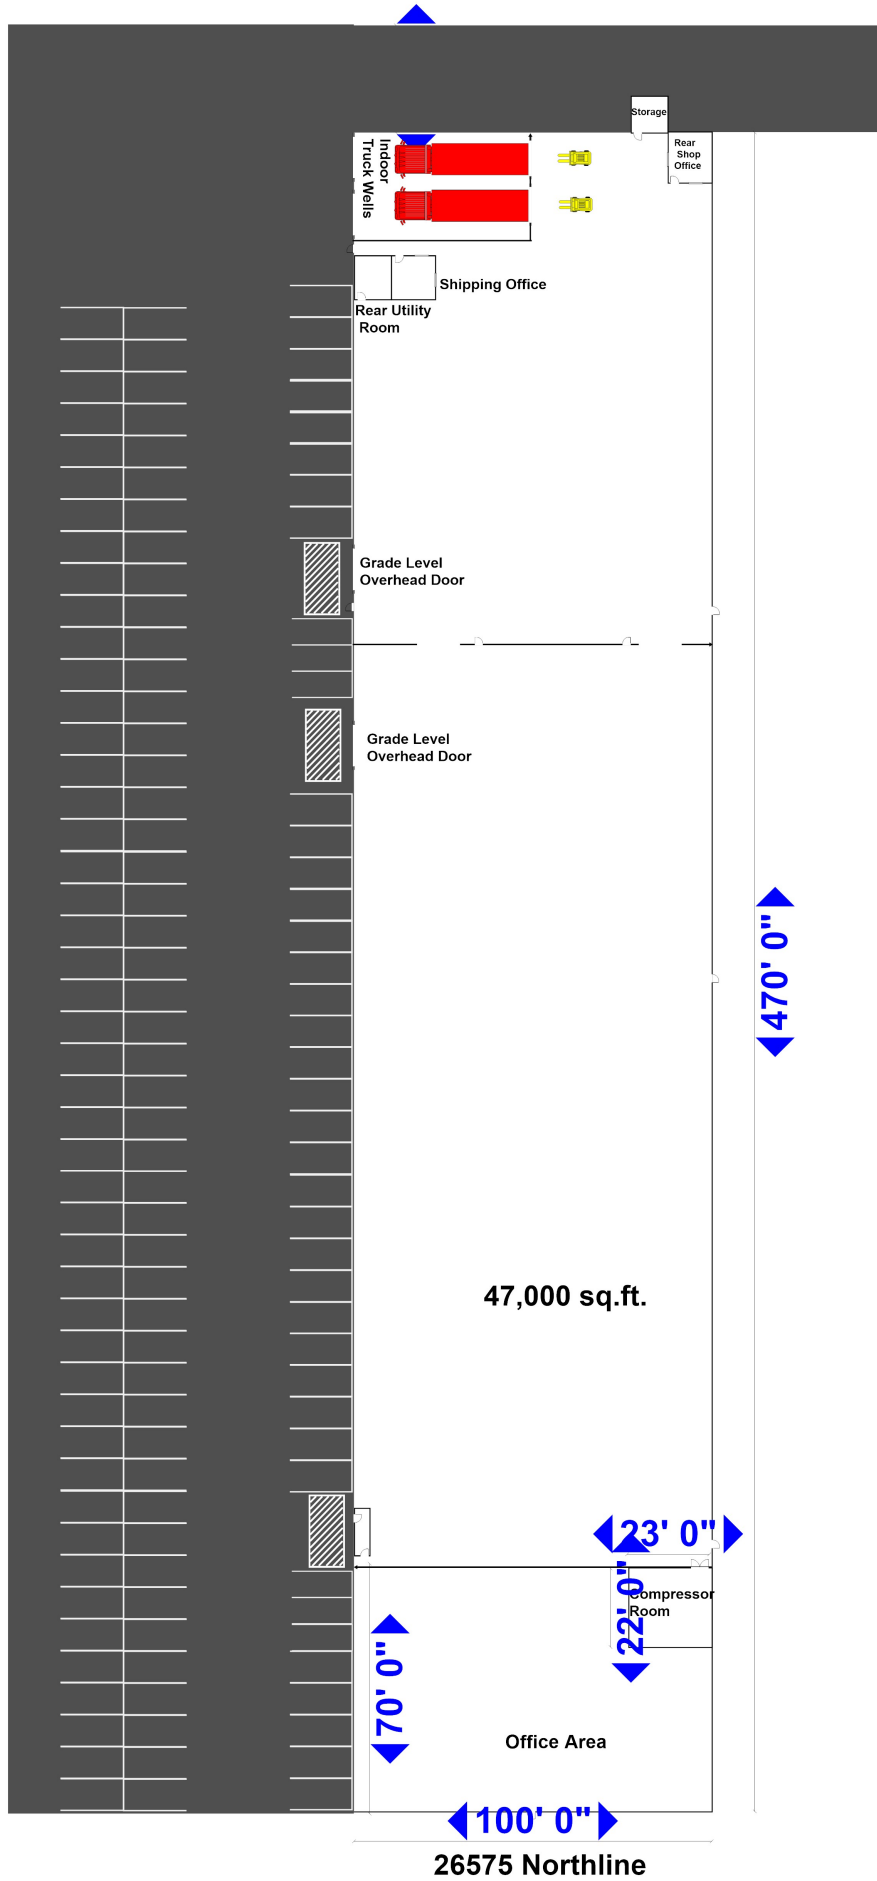 Storage
Rear
Shop
Office
Indoor
Truck Wells
Shipping Office
Rear Utility
Room
Grade Level
Overhead Door
Grade Level
Overhead Door
470' 0"
47,000 sq.ft.
23' 0"
22' 0"
Compressor
Room
70' 0"
Office Area
100' 0"
26575 Northline